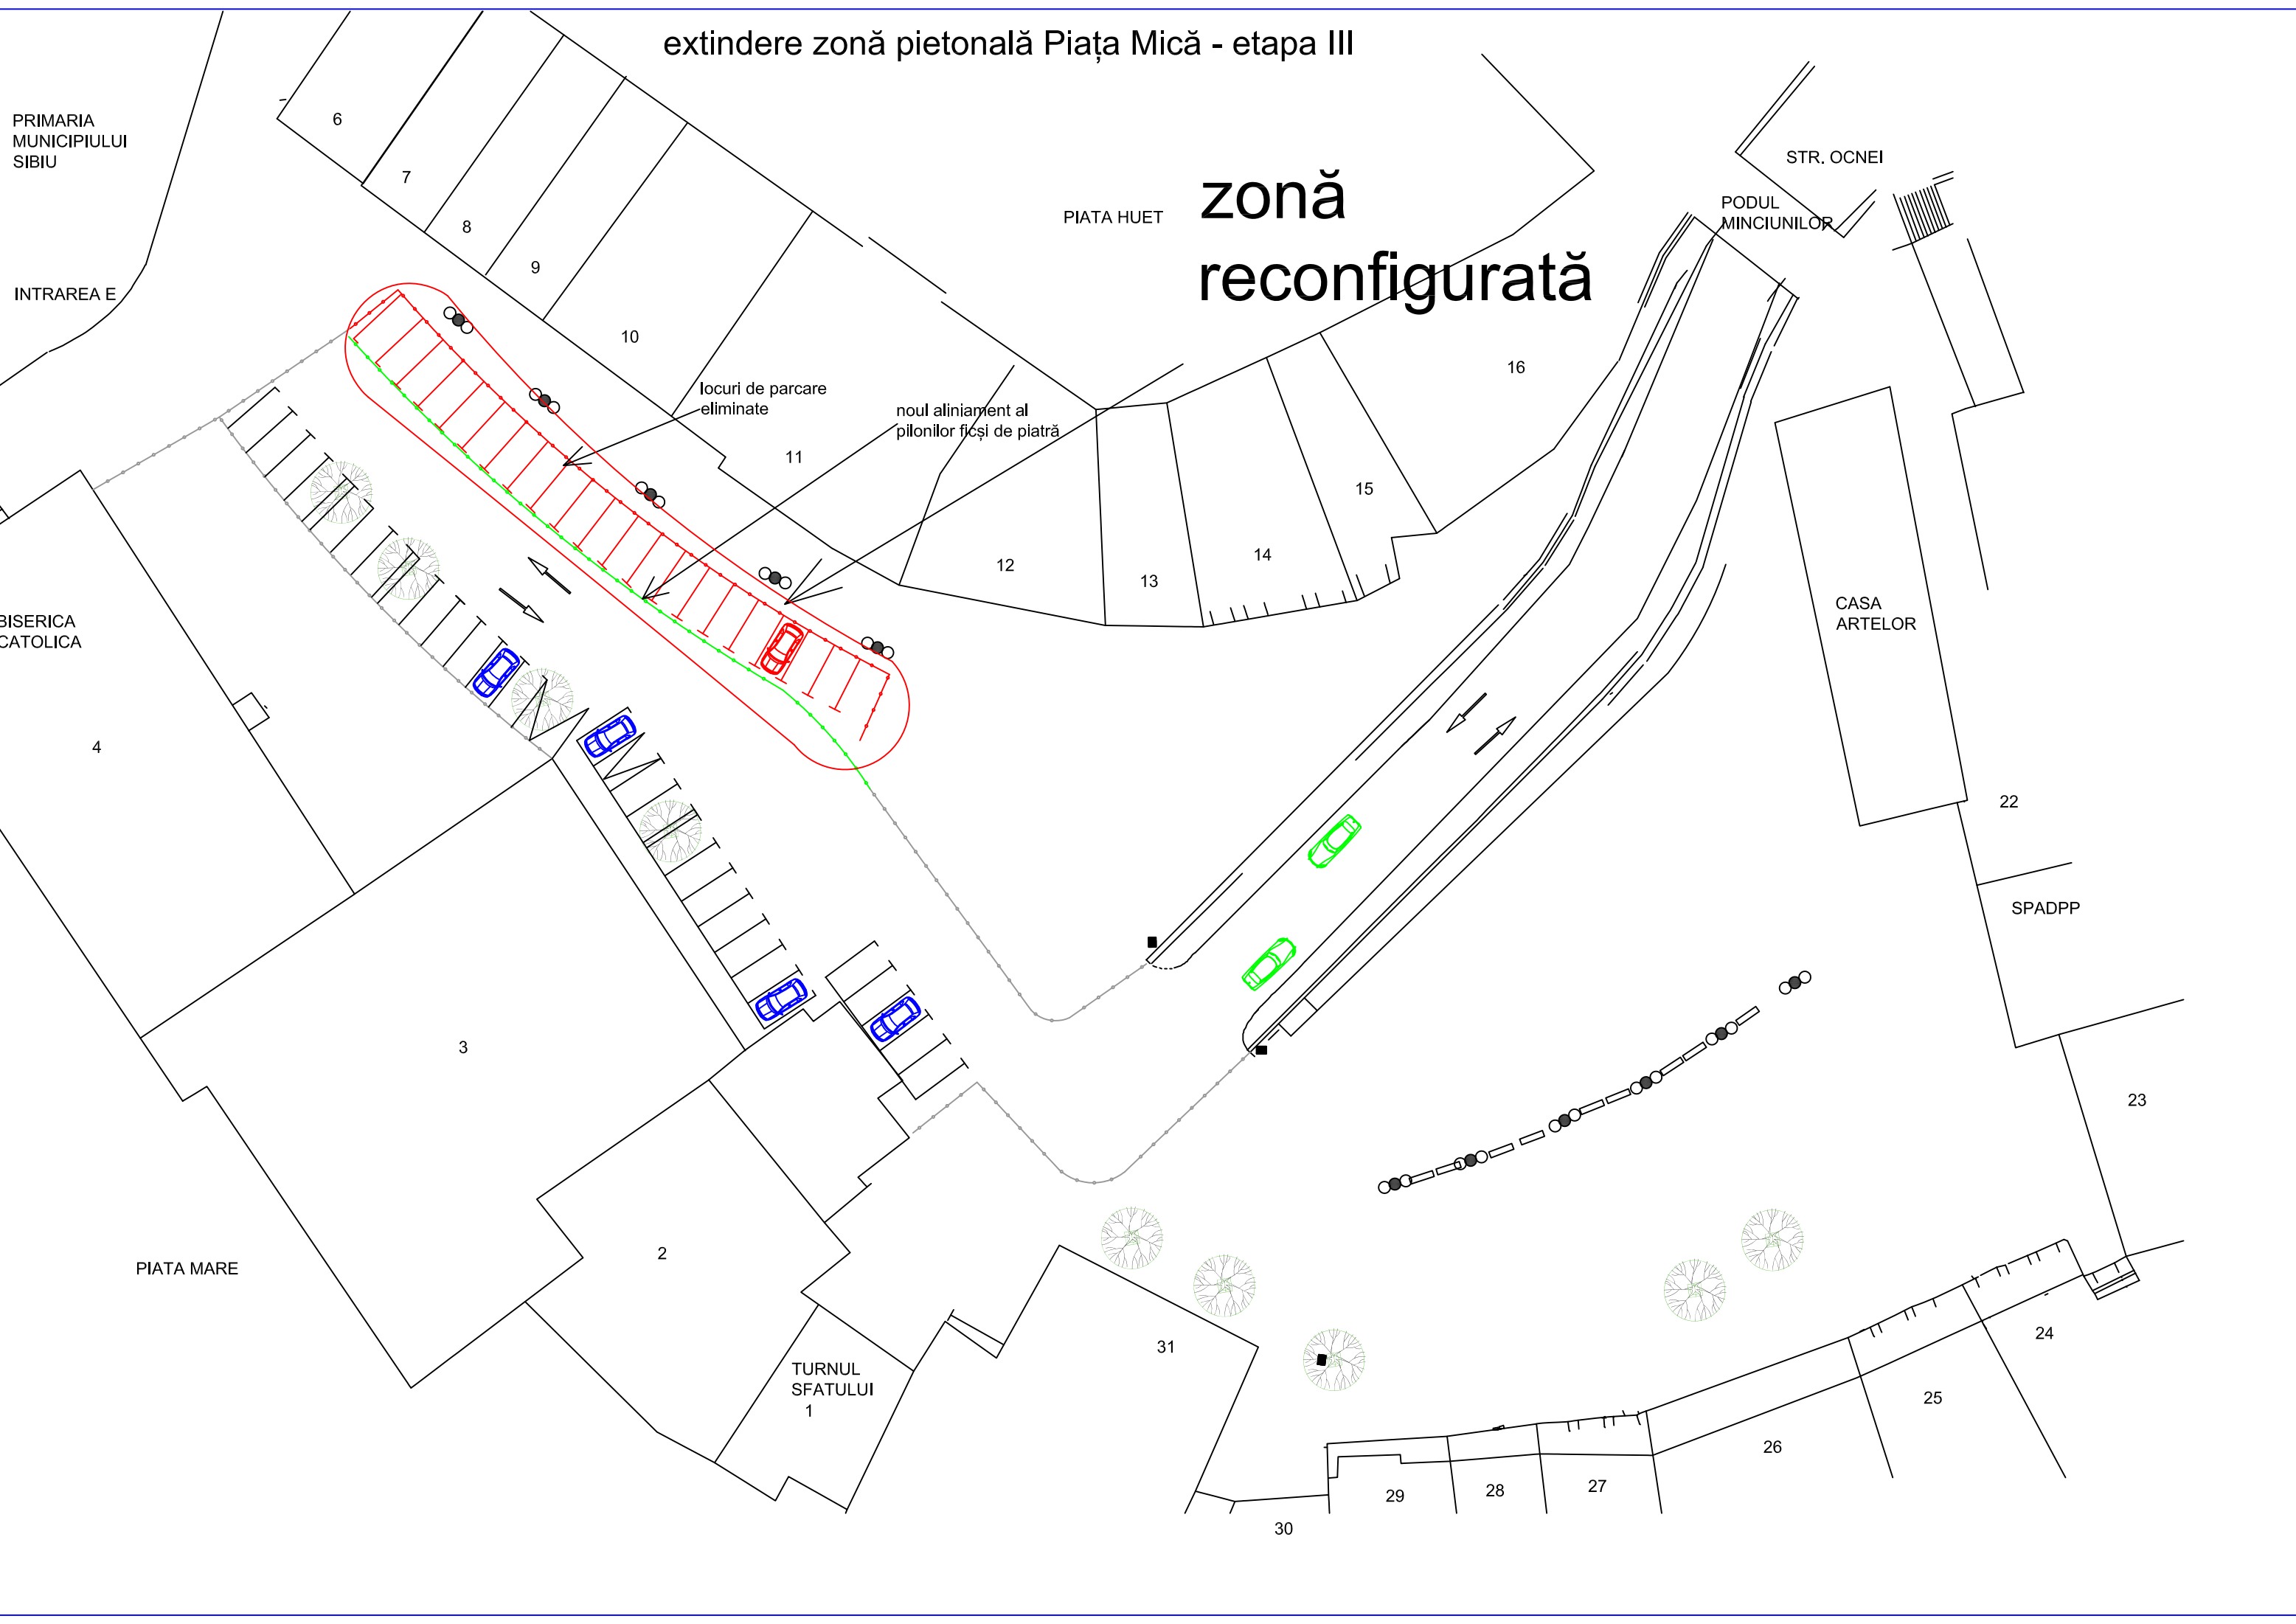 extindere zonă pietonală Piața Mică - etapa III
PRIMARIA
MUNICIPIULUI
SIBIU
INTRAREA E
6
7
8
9
10
11
12
13
14
15
16
PIATA HUET
zonă
reconfigurată
STR. OCNEI
PODUL
MINCIUNILOR
locuri de parcare
eliminate
noul aliniament al
pilonilor ficși de piatră
BISERICA
CATOLICA
4
3
2
PIATA MARE
TURNUL
SFATULUI
1
CASA
ARTELOR
22
SPADPP
23
24
25
26
27
28
29
30
31